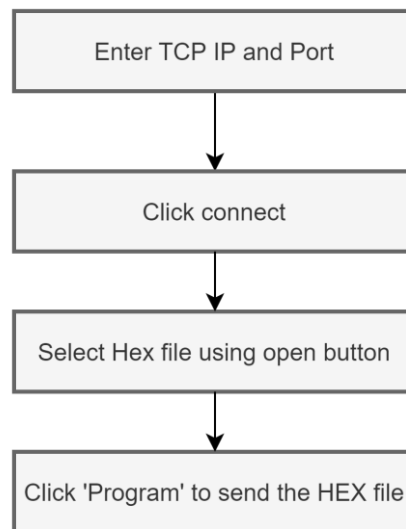 Enter TCP IP and Port
Click connect
Select Hex file using open button
Click 'Program' to send the HEX file